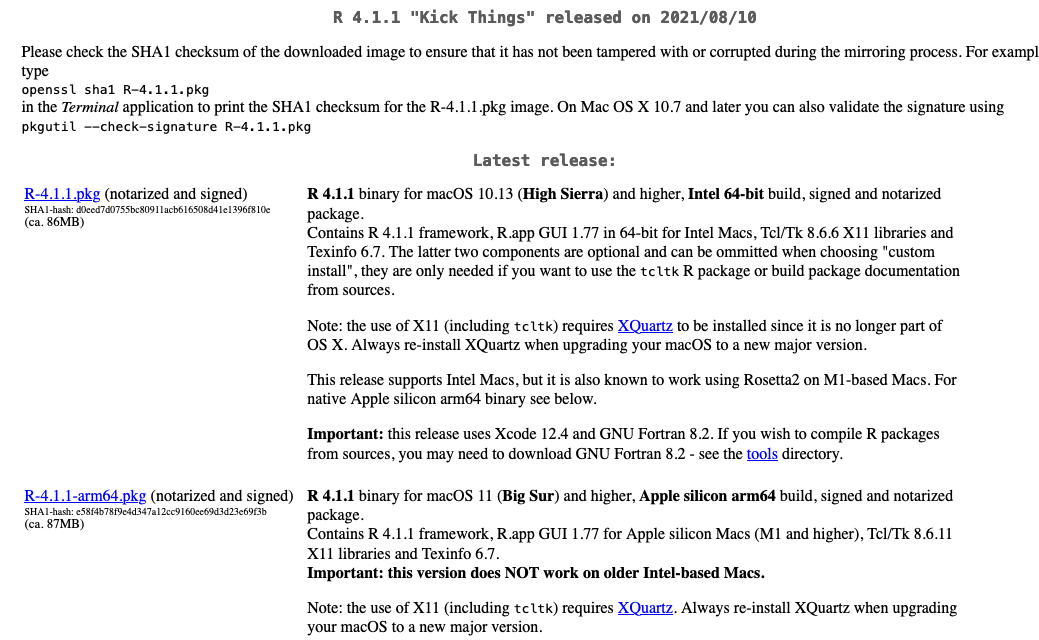 R 4.1.1 "Kick Things" released on 2021/08/10
Please check the SHA1 checksum of the downloaded image to ensure that it has not been tampered with or corrupted during the mirroring process. For exampl
type
openssl sha1 R-4.1.1.pkg
in the Terminal application to print the SHA1 checksum for the R-4.1.1.pkg image. On Mac OS X 10.7 and later you can also validate the signature using
pkgutil --check-signature R-4.1.1.pkg
Latest release:
R-4.1.1.pkg (notarized and signed)
SHA1-hash: d0eed7d0755bc80911acb616508d41e1396f810e
(ca. 86MB)
R 4.1.1 binary for macOS 10.13 (High Sierra) and higher, Intel 64-bit build, signed and notarized
package.
Contains R 4.1.1 framework, R.app GUI 1.77 in 64-bit for Intel Macs, Tcl/Tk 8.6.6 X11 libraries and
Texinfo 6.7. The latter two components are optional and can be ommitted when choosing "custom
install", they are only needed if you want to use the tcltk R package or build package documentation
from sources.
Note: the use of X11 (including tcltk) requires XQuartz to be installed since it is no longer part of
OS X. Always re-install XQuartz when upgrading your macOS to a new major version.
This release supports Intel Macs, but it is also known to work using Rosetta2 on M1-based Macs. For
native Apple silicon arm64 binary see below.
Important: this release uses Xcode 12.4 and GNU Fortran 8.2. If you wish to compile R packages
from sources, you may need to download GNU Fortran 8.2 - see the tools directory.
R-4.1.1-arm64.pkg (notarized and signed)
SHA1-hash: e58f4b78f9e4d347a12cc9160ee69d3d23e69f3b
(ca. 87MB)
R 4.1.1 binary for macOS 11 (Big Sur) and higher, Apple silicon arm64 build, signed and notarized
package.
Contains R 4.1.1 framework, R.app GUI 1.77 for Apple silicon Macs (M1 and higher), Tcl/Tk 8.6.11
X11 libraries and Texinfo 6.7.
Important: this version does NOT work on older Intel-based Macs.
Note: the use of X11 (including tcltk) requires XQuartz. Always re-install XQuartz when upgrading
your macOS to a new major version.